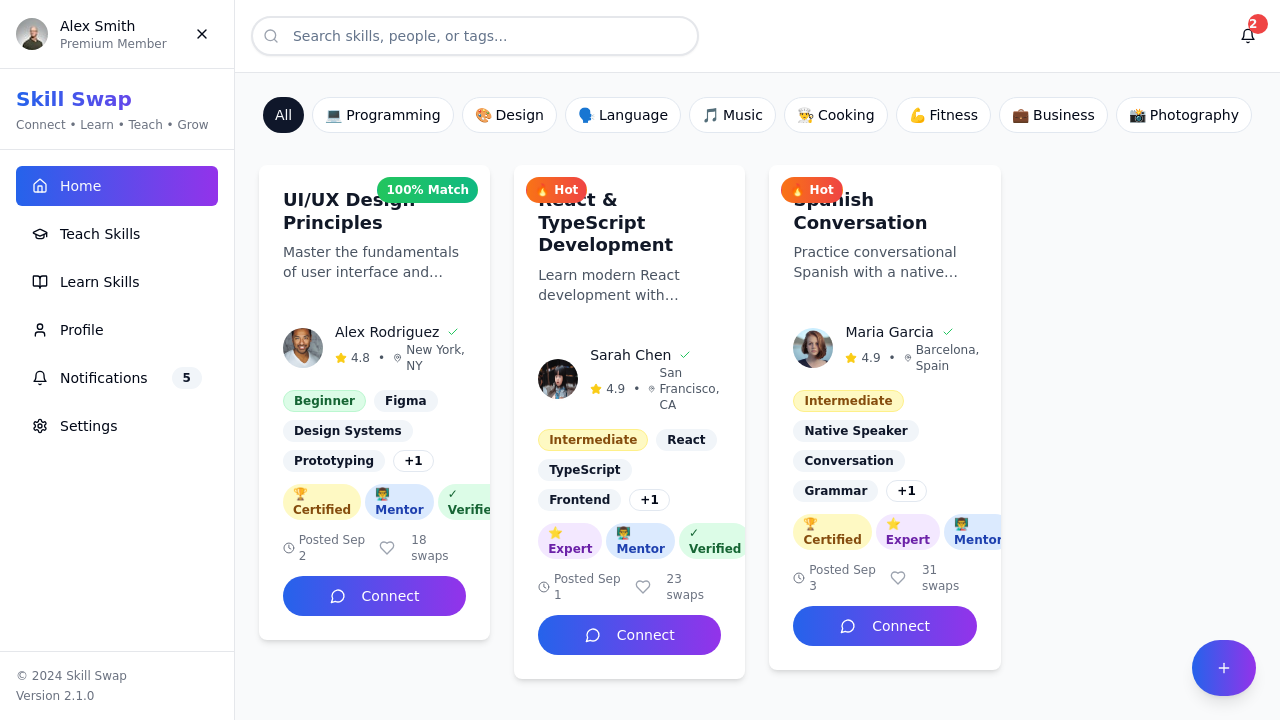 Alex Smith
Premium Member
Skill Swap
Connect • Learn • Teach • Grow
Home
Teach Skills
Learn Skills
Profile
Notifications 5
Settings
© 2024 Skill Swap
Version 2.1.0
Search skills, people, or tags...
2
All
💻 Programming
🎨 Design
🗣️ Language
🎵 Music
👨‍🍳 Cooking
💪 Fitness
💼 Business
📸 Photography
100% Match
UI/UX Design
Principles
Master the fundamentals
of user interface and...
Alex Rodriguez ✓
4.8 • New York,
NY
Beginner Figma
Design Systems
Prototyping +1
🏆 Certified
👨‍🏫 Mentor
✓ Verifie
Posted Sep
2
18
swaps
Connect
🔥 Hot
React &
TypeScript
Development
Learn modern React
development with...
Sarah Chen ✓
4.9 • San
Francisco,
CA
Intermediate React
TypeScript
Frontend +1
⭐ Expert
👨‍🏫 Mentor
✓ Verified
Posted Sep
1
23
swaps
Connect
🔥 Hot
Spanish
Conversation
Practice conversational
Spanish with a native...
Maria Garcia ✓
4.9 • Barcelona,
Spain
Intermediate
Native Speaker
Conversation
Grammar +1
🏆 Certified
⭐ Expert
👨‍🏫 Mentor
Posted Sep
3
31
swaps
Connect
+